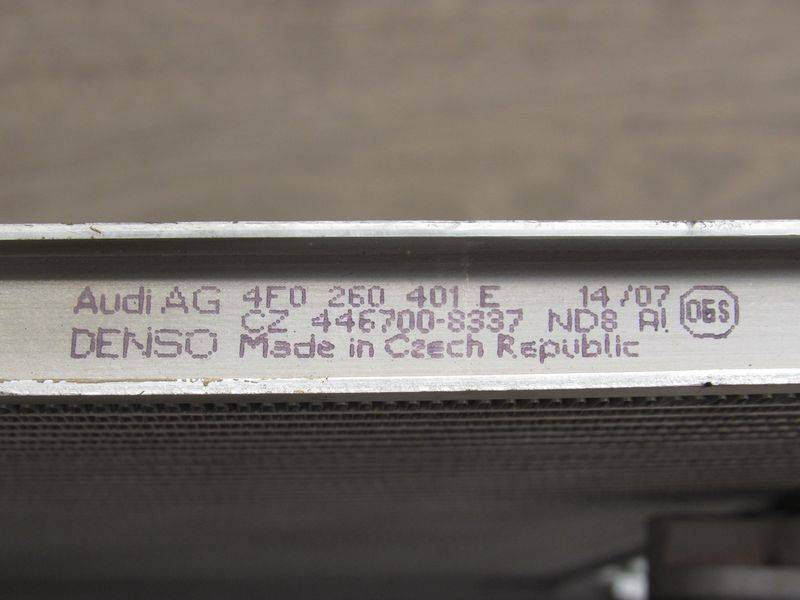 Audi AG 4F0 260 401 E 14/07
CZ 446700-8337 ND8 Al
DENSO Made in Czech Republic